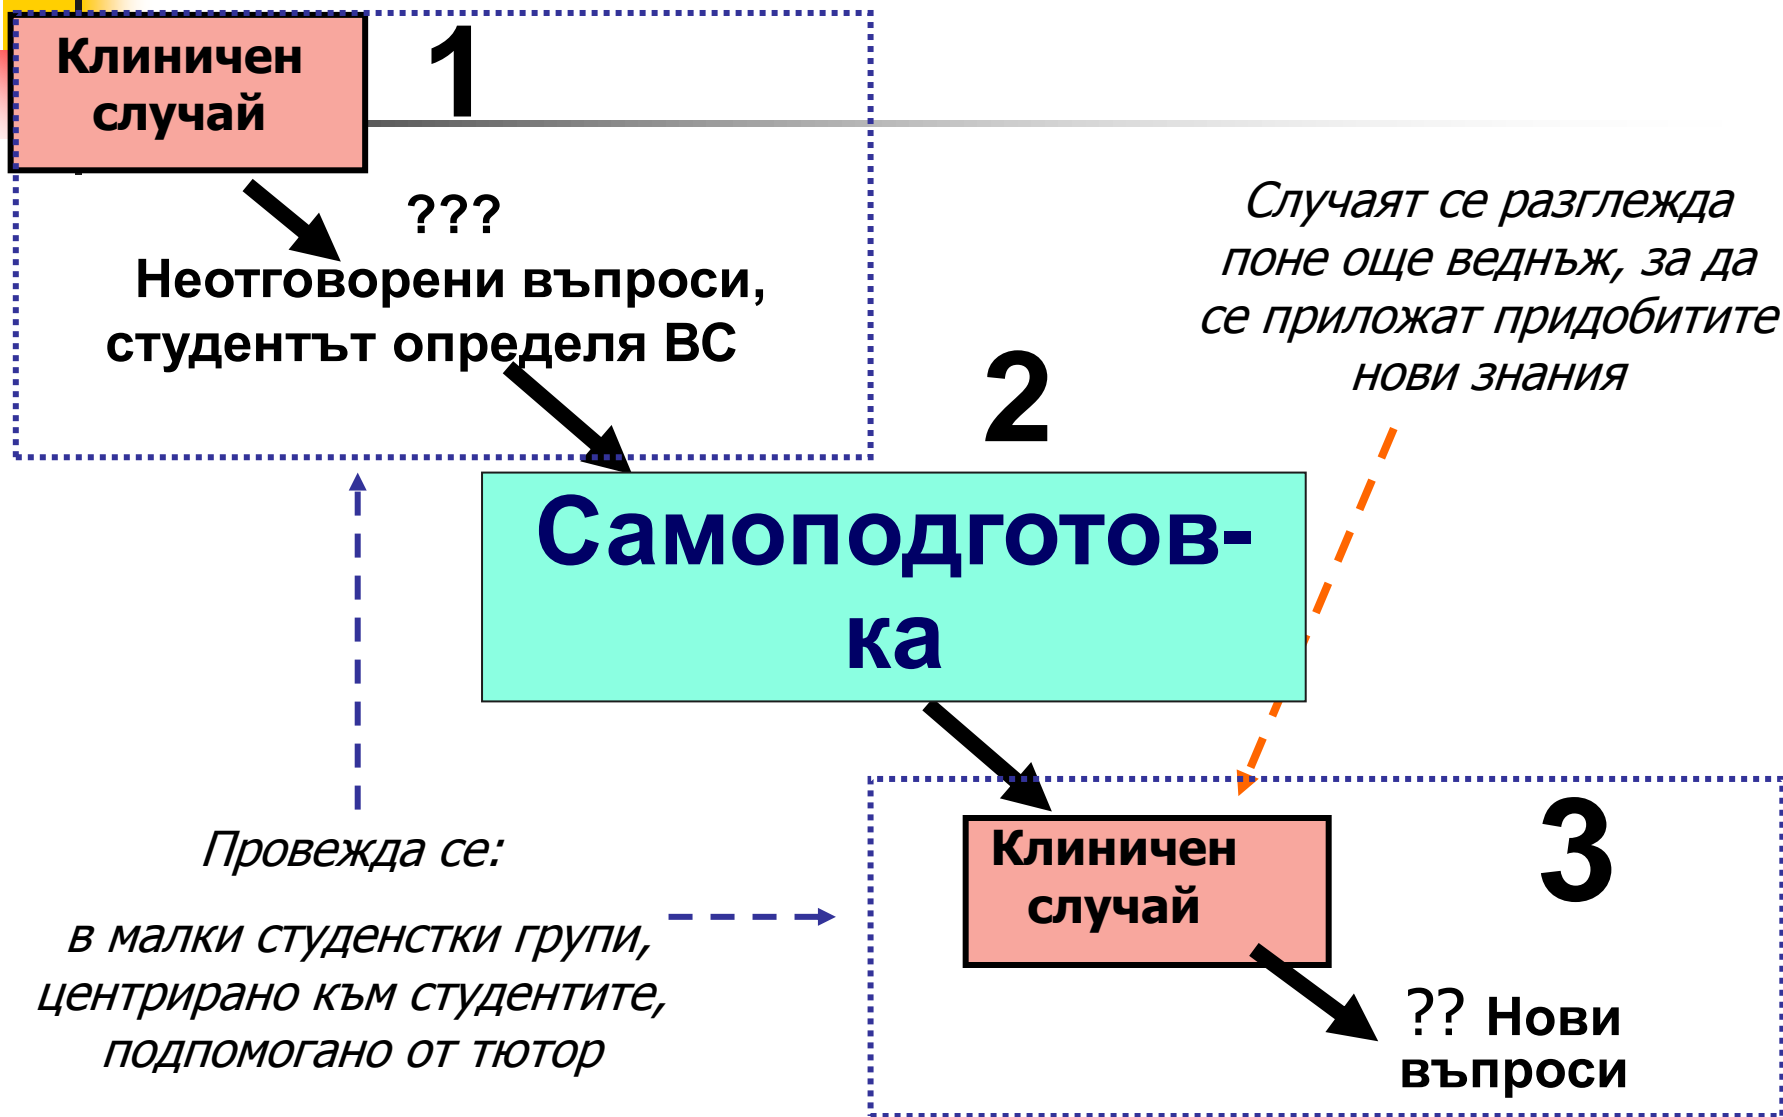 Клиничен
случай
1
???
Неотговорени въпроси,
студентът определя ВС
Случаят се разглежда
поне още веднъж, за да
се приложат придобитите
нови знания
2
Самоподготов-
ка
Провежда се:
в малки студенстки групи,
центрирано към студентите,
подпомогано от тютор
3
Клиничен
случай
?? Нови
въпроси